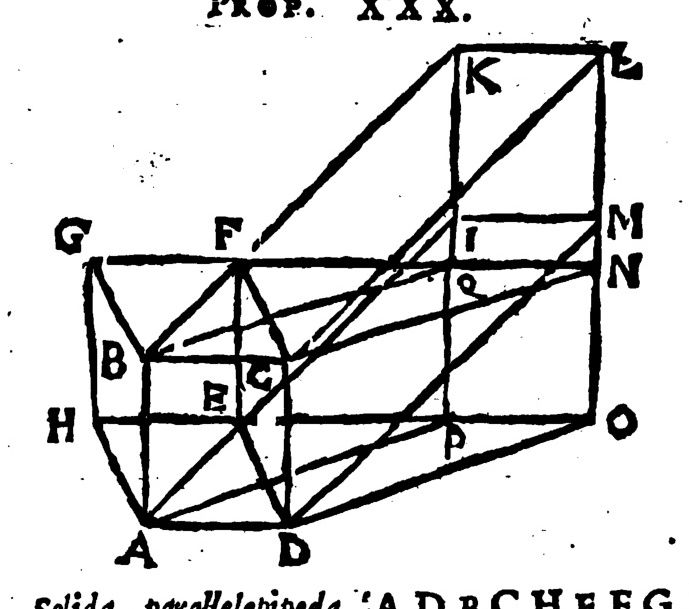 PROP. XXX.
K L
I M
G F
Q N
B C
E
H P O
A D
Solida parallelepipeda ADBCHEFG